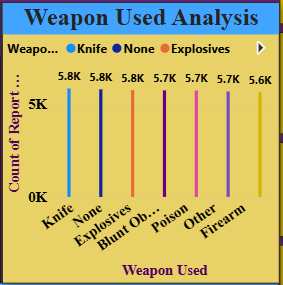 Weapon Used Analysis
Weapo... Knife None Explosives
5.8K 5.8K 5.8K 5.7K 5.7K 5.7K 5.6K
Count of Report ...
5K
0K
Knife None Explosives Blunt Ob... Poison Other Firearm
Weapon Used